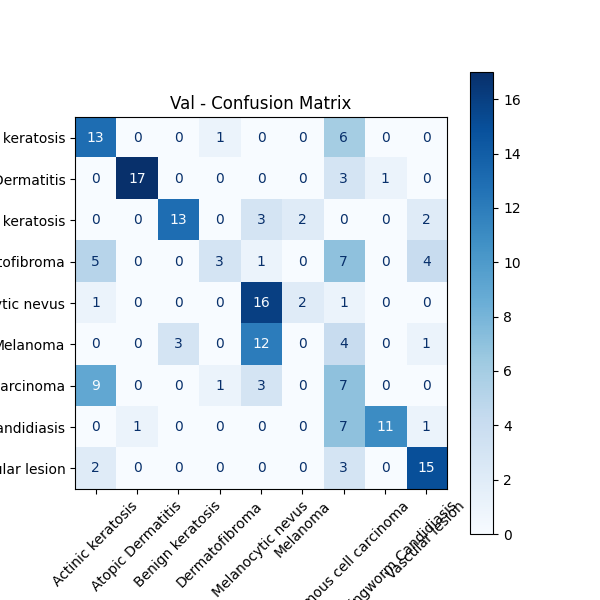 Val - Confusion Matrix
keratosis 13 0 0 1 0 0 6 0 0
Dermatitis 0 17 0 0 0 0 3 1 0
keratosis 0 0 13 0 3 2 0 0 2
tofibroma 5 0 0 3 1 0 7 0 4
ytic nevus 1 0 0 0 16 2 1 0 0
Melanoma 0 0 3 0 12 0 4 0 1
arcinoma 9 0 0 1 3 0 7 0 0
andidiasis 0 1 0 0 0 0 7 11 1
ular lesion 2 0 0 0 0 0 3 0 15
Actinic keratosis
Atopic Dermatitis
Benign keratosis
Dermatofibroma
Melanocytic nevus
Melanoma
mous cell carcinoma
ngworm Candidiasis
Vascular lesion
16
14
12
10
8
6
4
2
0